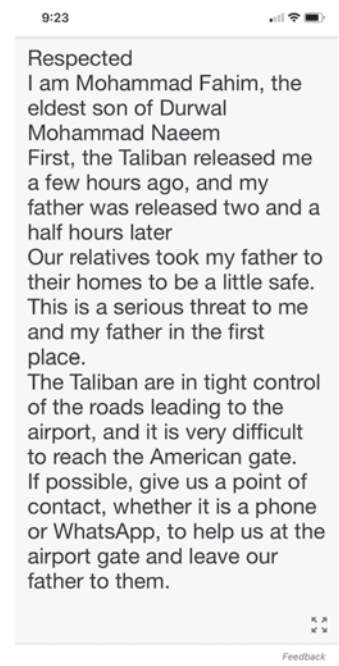 9:23
Respected
I am Mohammad Fahim, the
eldest son of Durwal
Mohammad Naeem
First, the Taliban released me
a few hours ago, and my
father was released two and a
half hours later
Our relatives took my father to
their homes to be a little safe.
This is a serious threat to me
and my father in the first
place.
The Taliban are in tight control
of the roads leading to the
airport, and it is very difficult
to reach the American gate.
If possible, give us a point of
contact, whether it is a phone
or WhatsApp, to help us at the
airport gate and leave our
father to them.
Feedback